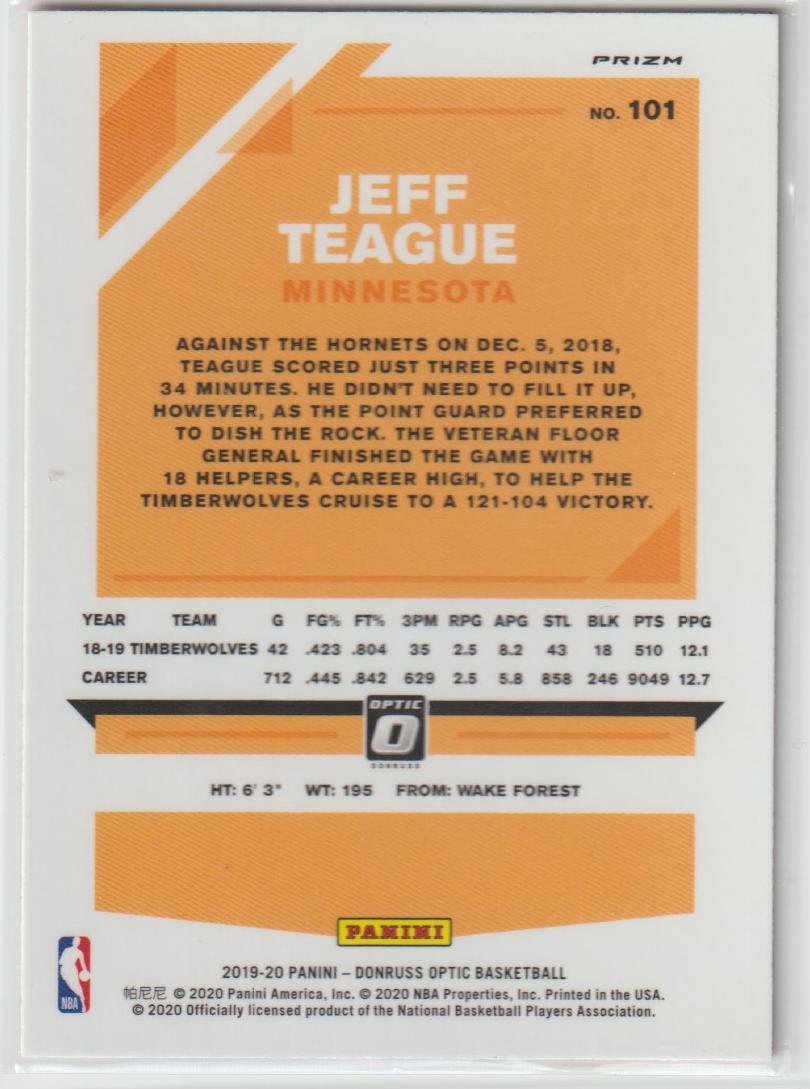 PRIZM
NO. 101
JEFF
TEAGUE
MINNESOTA
AGAINST THE HORNETS ON DEC. 5, 2018,
TEAGUE SCORED JUST THREE POINTS IN
34 MINUTES. HE DIDN'T NEED TO FILL IT UP,
HOWEVER, AS THE POINT GUARD PREFERRED
TO DISH THE ROCK. THE VETERAN FLOOR
GENERAL FINISHED THE GAME WITH
18 HELPERS, A CAREER HIGH, TO HELP THE
TIMBERWOLVES CRUISE TO A 121-104 VICTORY.
YEAR TEAM G FG% FT% 3PM RPG APG STL BLK PTS PPG
18-19 TIMBERWOLVES 42 .423 .804 35 2.5 8.2 43 18 510 12.1
CAREER 712 .445 .842 629 2.5 5.8 858 246 9049 12.7
OPTIC
O
DONRUSS
HT: 6' 3" WT: 195 FROM: WAKE FOREST
PANINI
2019-20 PANINI – DONRUSS OPTIC BASKETBALL
帕尼尼 © 2020 Panini America, Inc. © 2020 NBA Properties, Inc. Printed in the USA.
© 2020 Officially licensed product of the National Basketball Players Association.
NBA